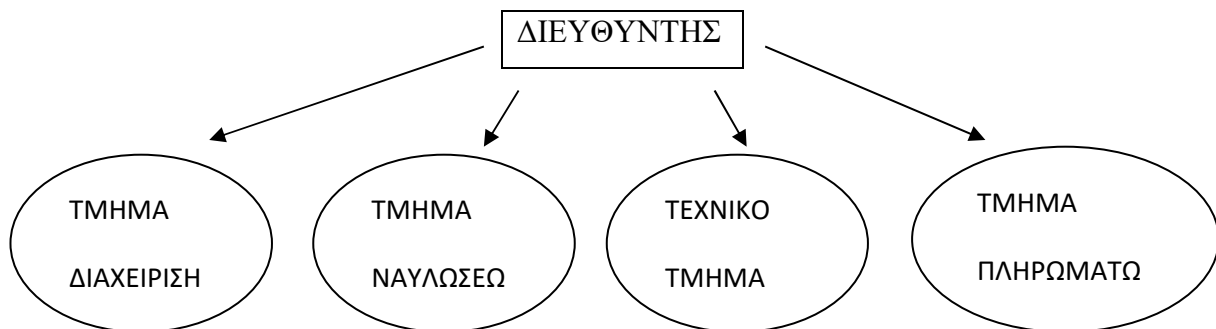 ΔΙΕΥΘΥΝΤΗΣ
ΤΜΗΜΑ
ΔΙΑΧΕΙΡΙΣΗ
ΤΜΗΜΑ
ΝΑΥΛΩΣΕΩ
ΤΕΧΝΙΚΟ
ΤΜΗΜΑ
ΤΜΗΜΑ
ΠΛΗΡΩΜΑΤΩ